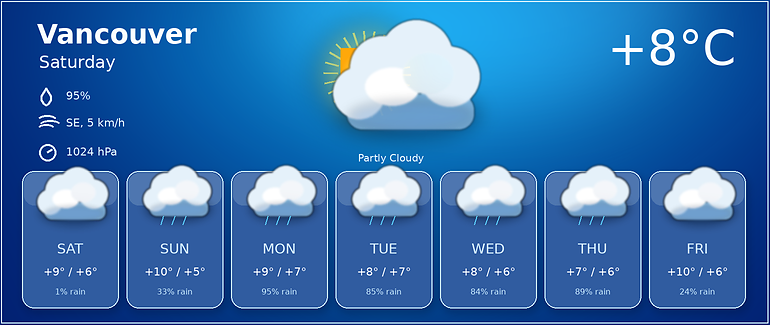 Vancouver
Saturday
+8°C
95%
SE, 5 km/h
1024 hPa
Partly Cloudy
SAT
+9° / +6°
1% rain
SUN
+10° / +5°
33% rain
MON
+9° / +7°
95% rain
TUE
+8° / +7°
85% rain
WED
+8° / +6°
84% rain
THU
+7° / +6°
89% rain
FRI
+10° / +6°
24% rain